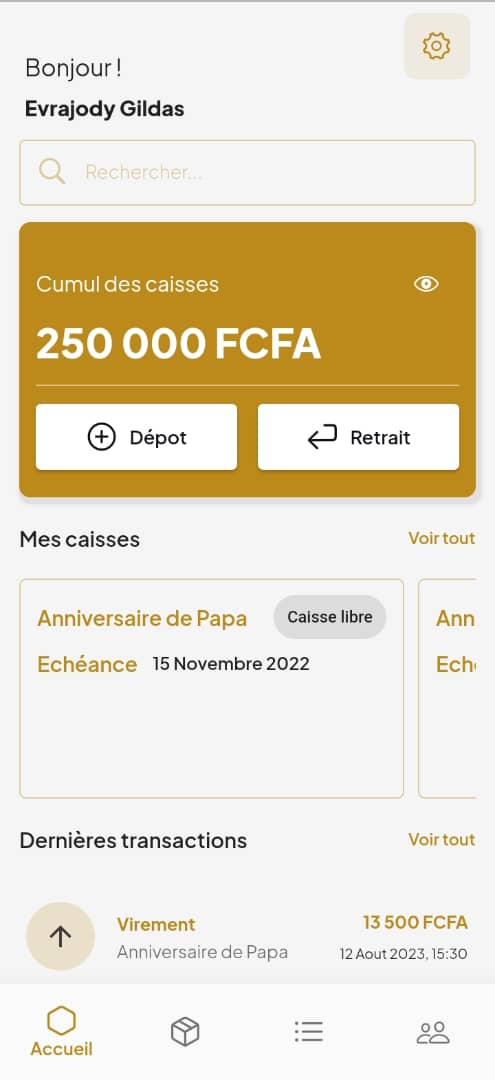 Bonjour !
Evrajody Gildas
Rechercher...
Cumul des caisses
250 000 FCFA
Dépot
Retrait
Mes caisses
Voir tout
Anniversaire de Papa
Caisse libre
Ann
Echéance
15 Novembre 2022
Eché
Dernières transactions
Voir tout
Virement
13 500 FCFA
Anniversaire de Papa
12 Aout 2023, 15:30
Accueil